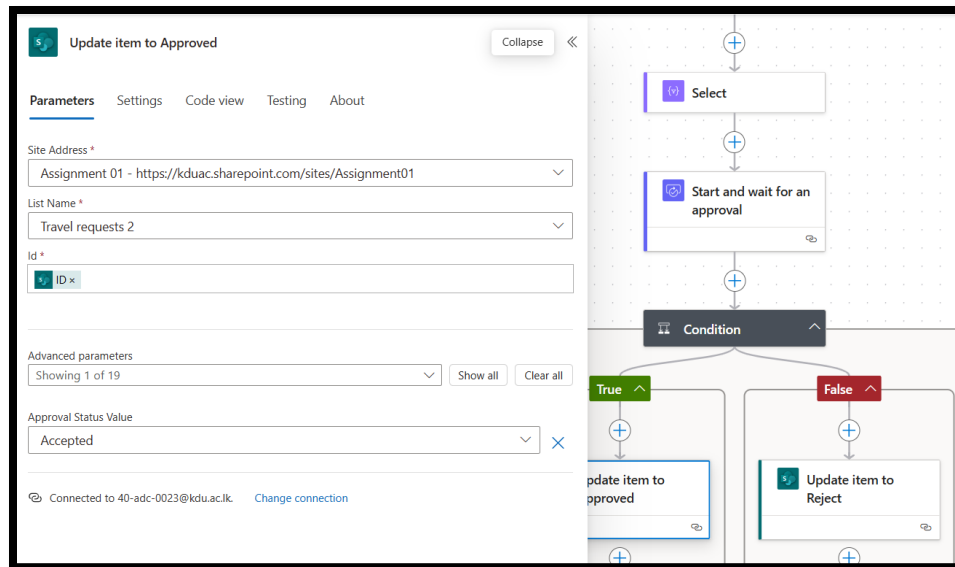 Update item to Approved
Collapse
Parameters Settings Code view Testing About
Site Address *
Assignment 01 - https://kduac.sharepoint.com/sites/Assignment01
List Name *
Travel requests 2
Id *
ID ×
Advanced parameters
Showing 1 of 19
Show all
Clear all
Approval Status Value
Accepted
Connected to 40-adc-0023@kdu.ac.lk. Change connection
Select
Start and wait for an
approval
Condition
True
False
pdate item to
pproved
Update item to
Reject